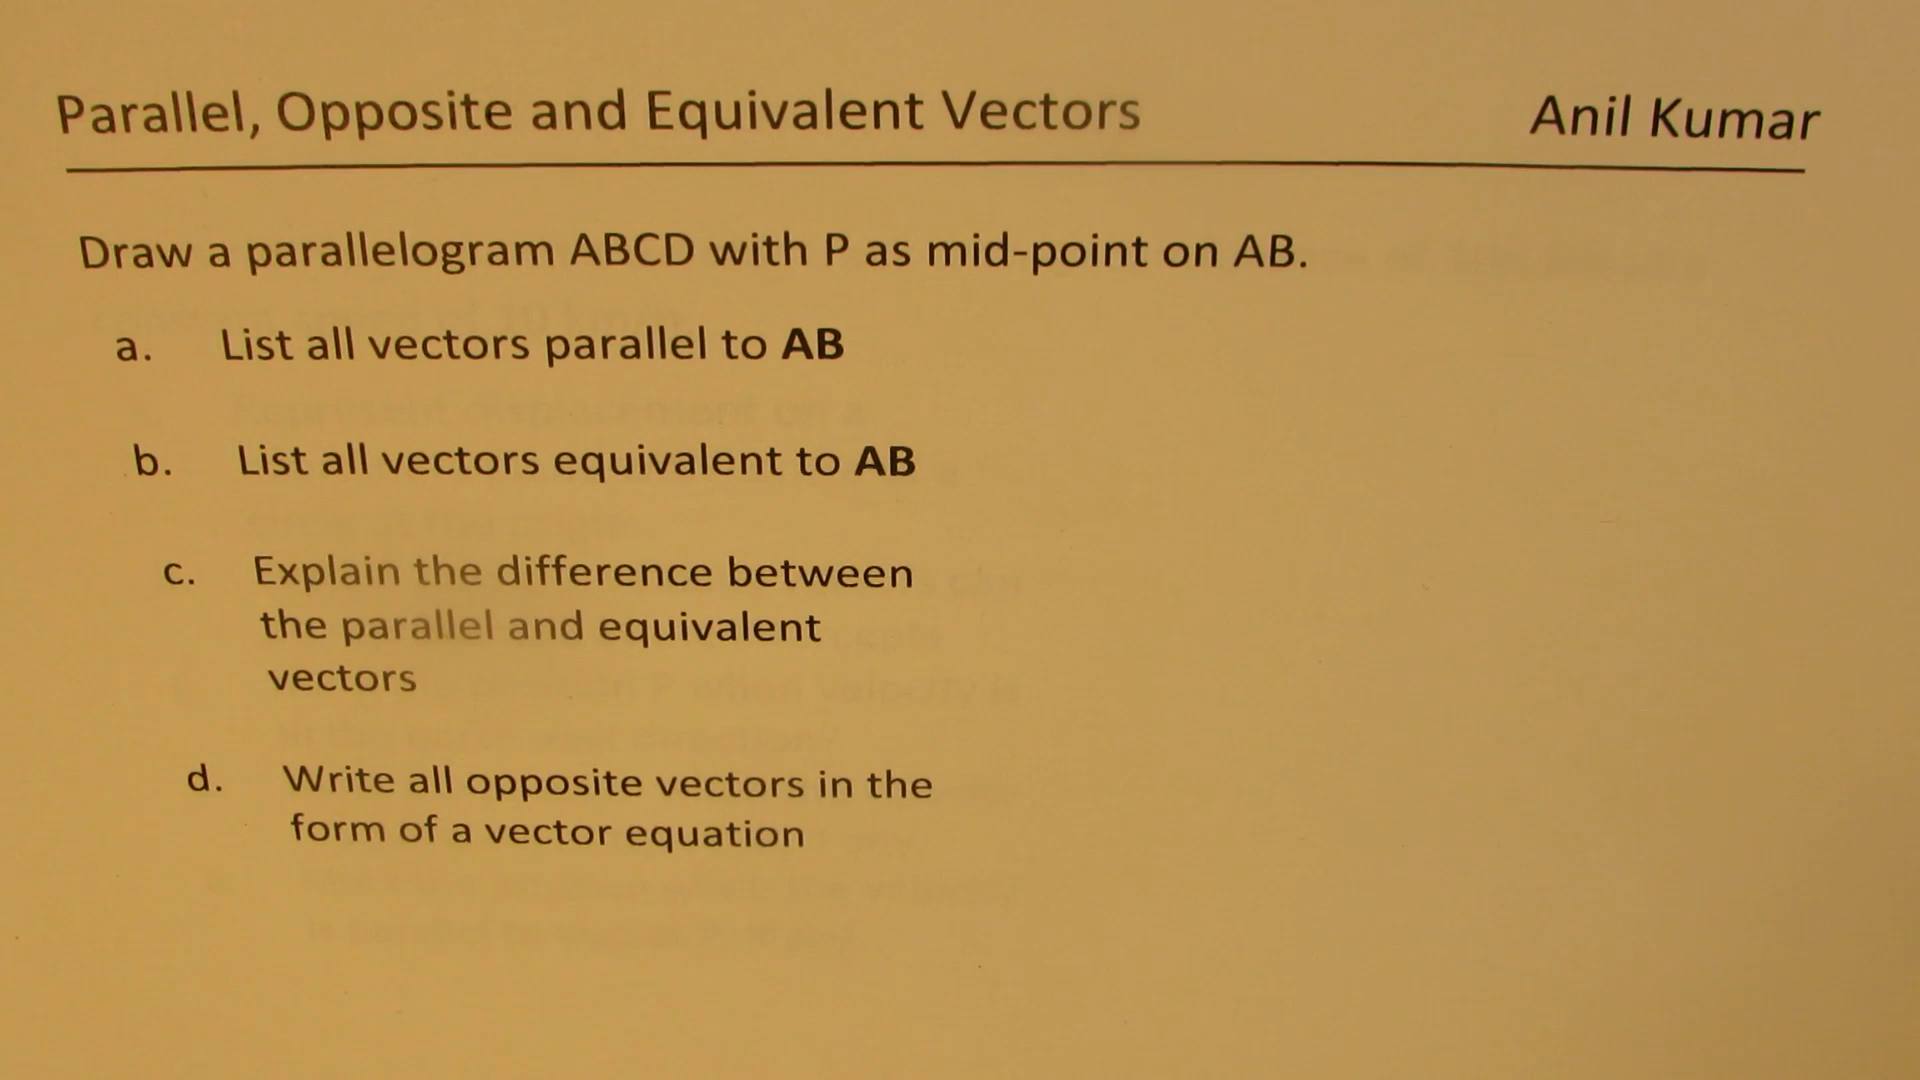 Parallel, Opposite and Equivalent Vectors Anil Kumar
Draw a parallelogram ABCD with P as mid-point on AB.
a. List all vectors parallel to AB
b. List all vectors equivalent to AB
c. Explain the difference between
the parallel and equivalent
vectors
d. Write all opposite vectors in the
form of a vector equation